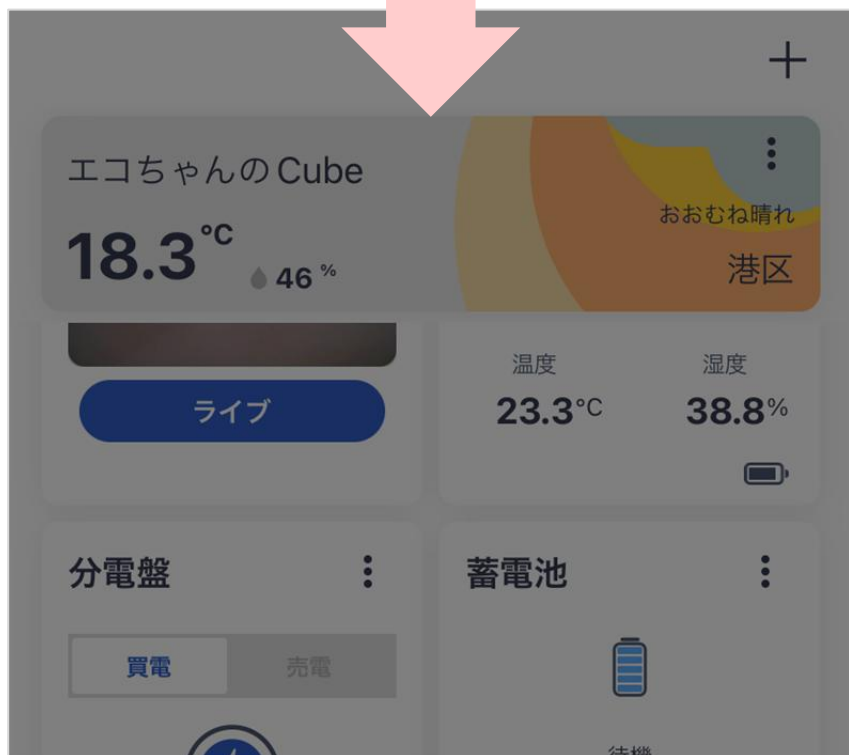 エコちゃんのCube
おおむね晴れ
18.3℃ 46%
港区
温度 湿度
ライブ
23.3℃ 38.8%
分電盤 蓄電池
買電 売電
待機